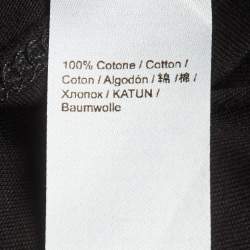 100% Cotone / Cotton /
Coton / Algodón / 綿 /棉 /
Хлопок / KATUN /
Baumwolle